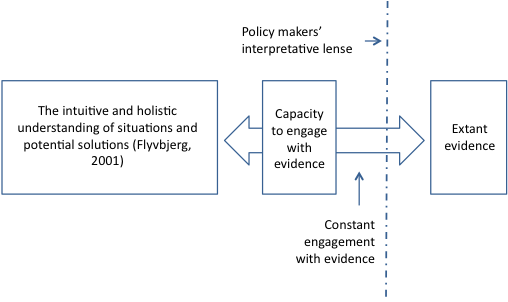 Policy makers'
interpretative lense
The intuitive and holistic
understanding of situations and
potential solutions (Flyvbjerg,
2001)
Capacity
to engage
with
evidence
Extant
evidence
Constant
engagement
with evidence